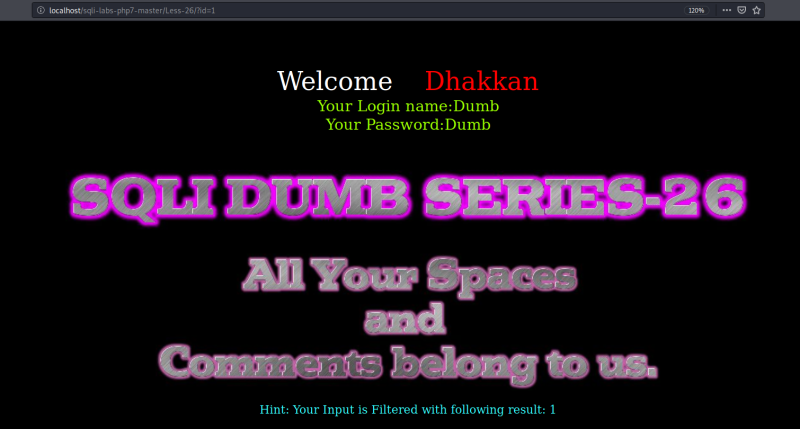 localhost/sqli-labs-php7-master/Less-26/?id=1
120%
Welcome Dhakkan
Your Login name:Dumb
Your Password:Dumb
SQLI DUMB SERIES-26
All Your Spaces
and
Comments belong to us.
Hint: Your Input is Filtered with following result: 1